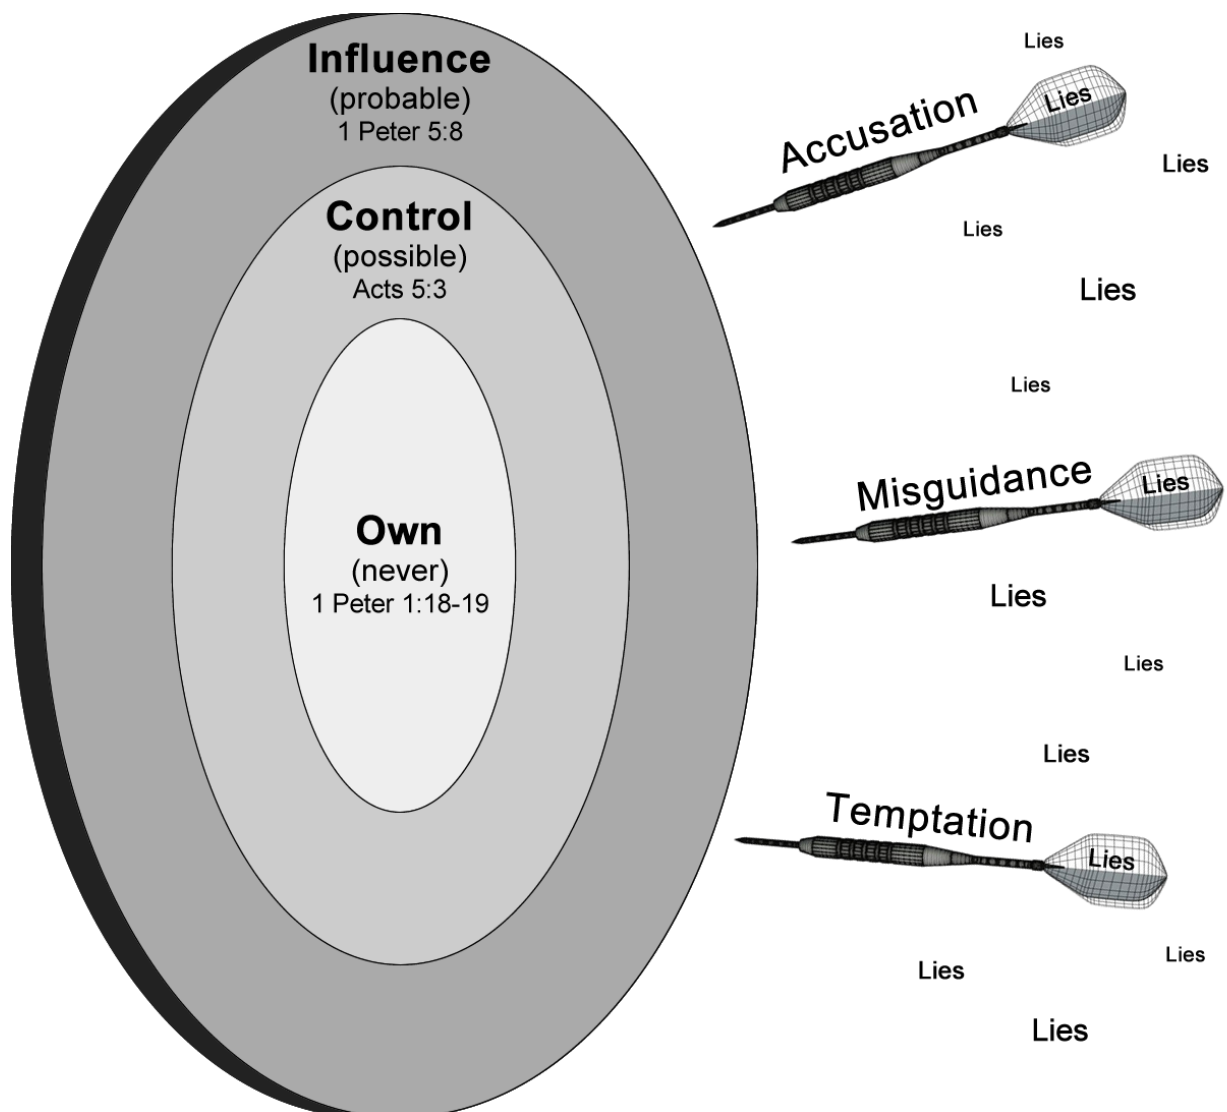 Influence
(probable)
1 Peter 5:8
Control
(possible)
Acts 5:3
Own
(never)
1 Peter 1:18-19
Lies
Accusation
Lies
Lies
Lies
Lies
Lies
Misguidance
Lies
Lies
Lies
Lies
Temptation
Lies
Lies
Lies
Lies